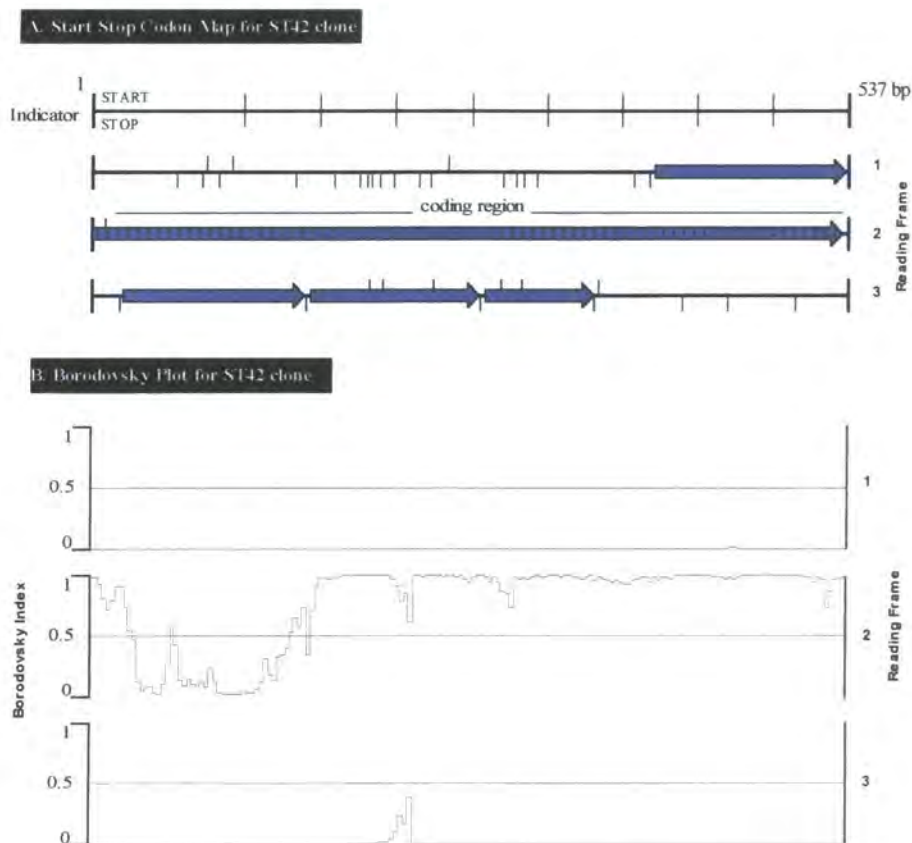 A. Start Stop Codon Map for ST42 clone
1
537 bp
START
Indicator
STOP
1
coding region
2
3
Reading Frame
B. Borodovsky Plot for ST42 clone
1
0.5
1
0
1
0.5
2
0
1
0.5
3
0
Borodovsky Index
Reading Frame